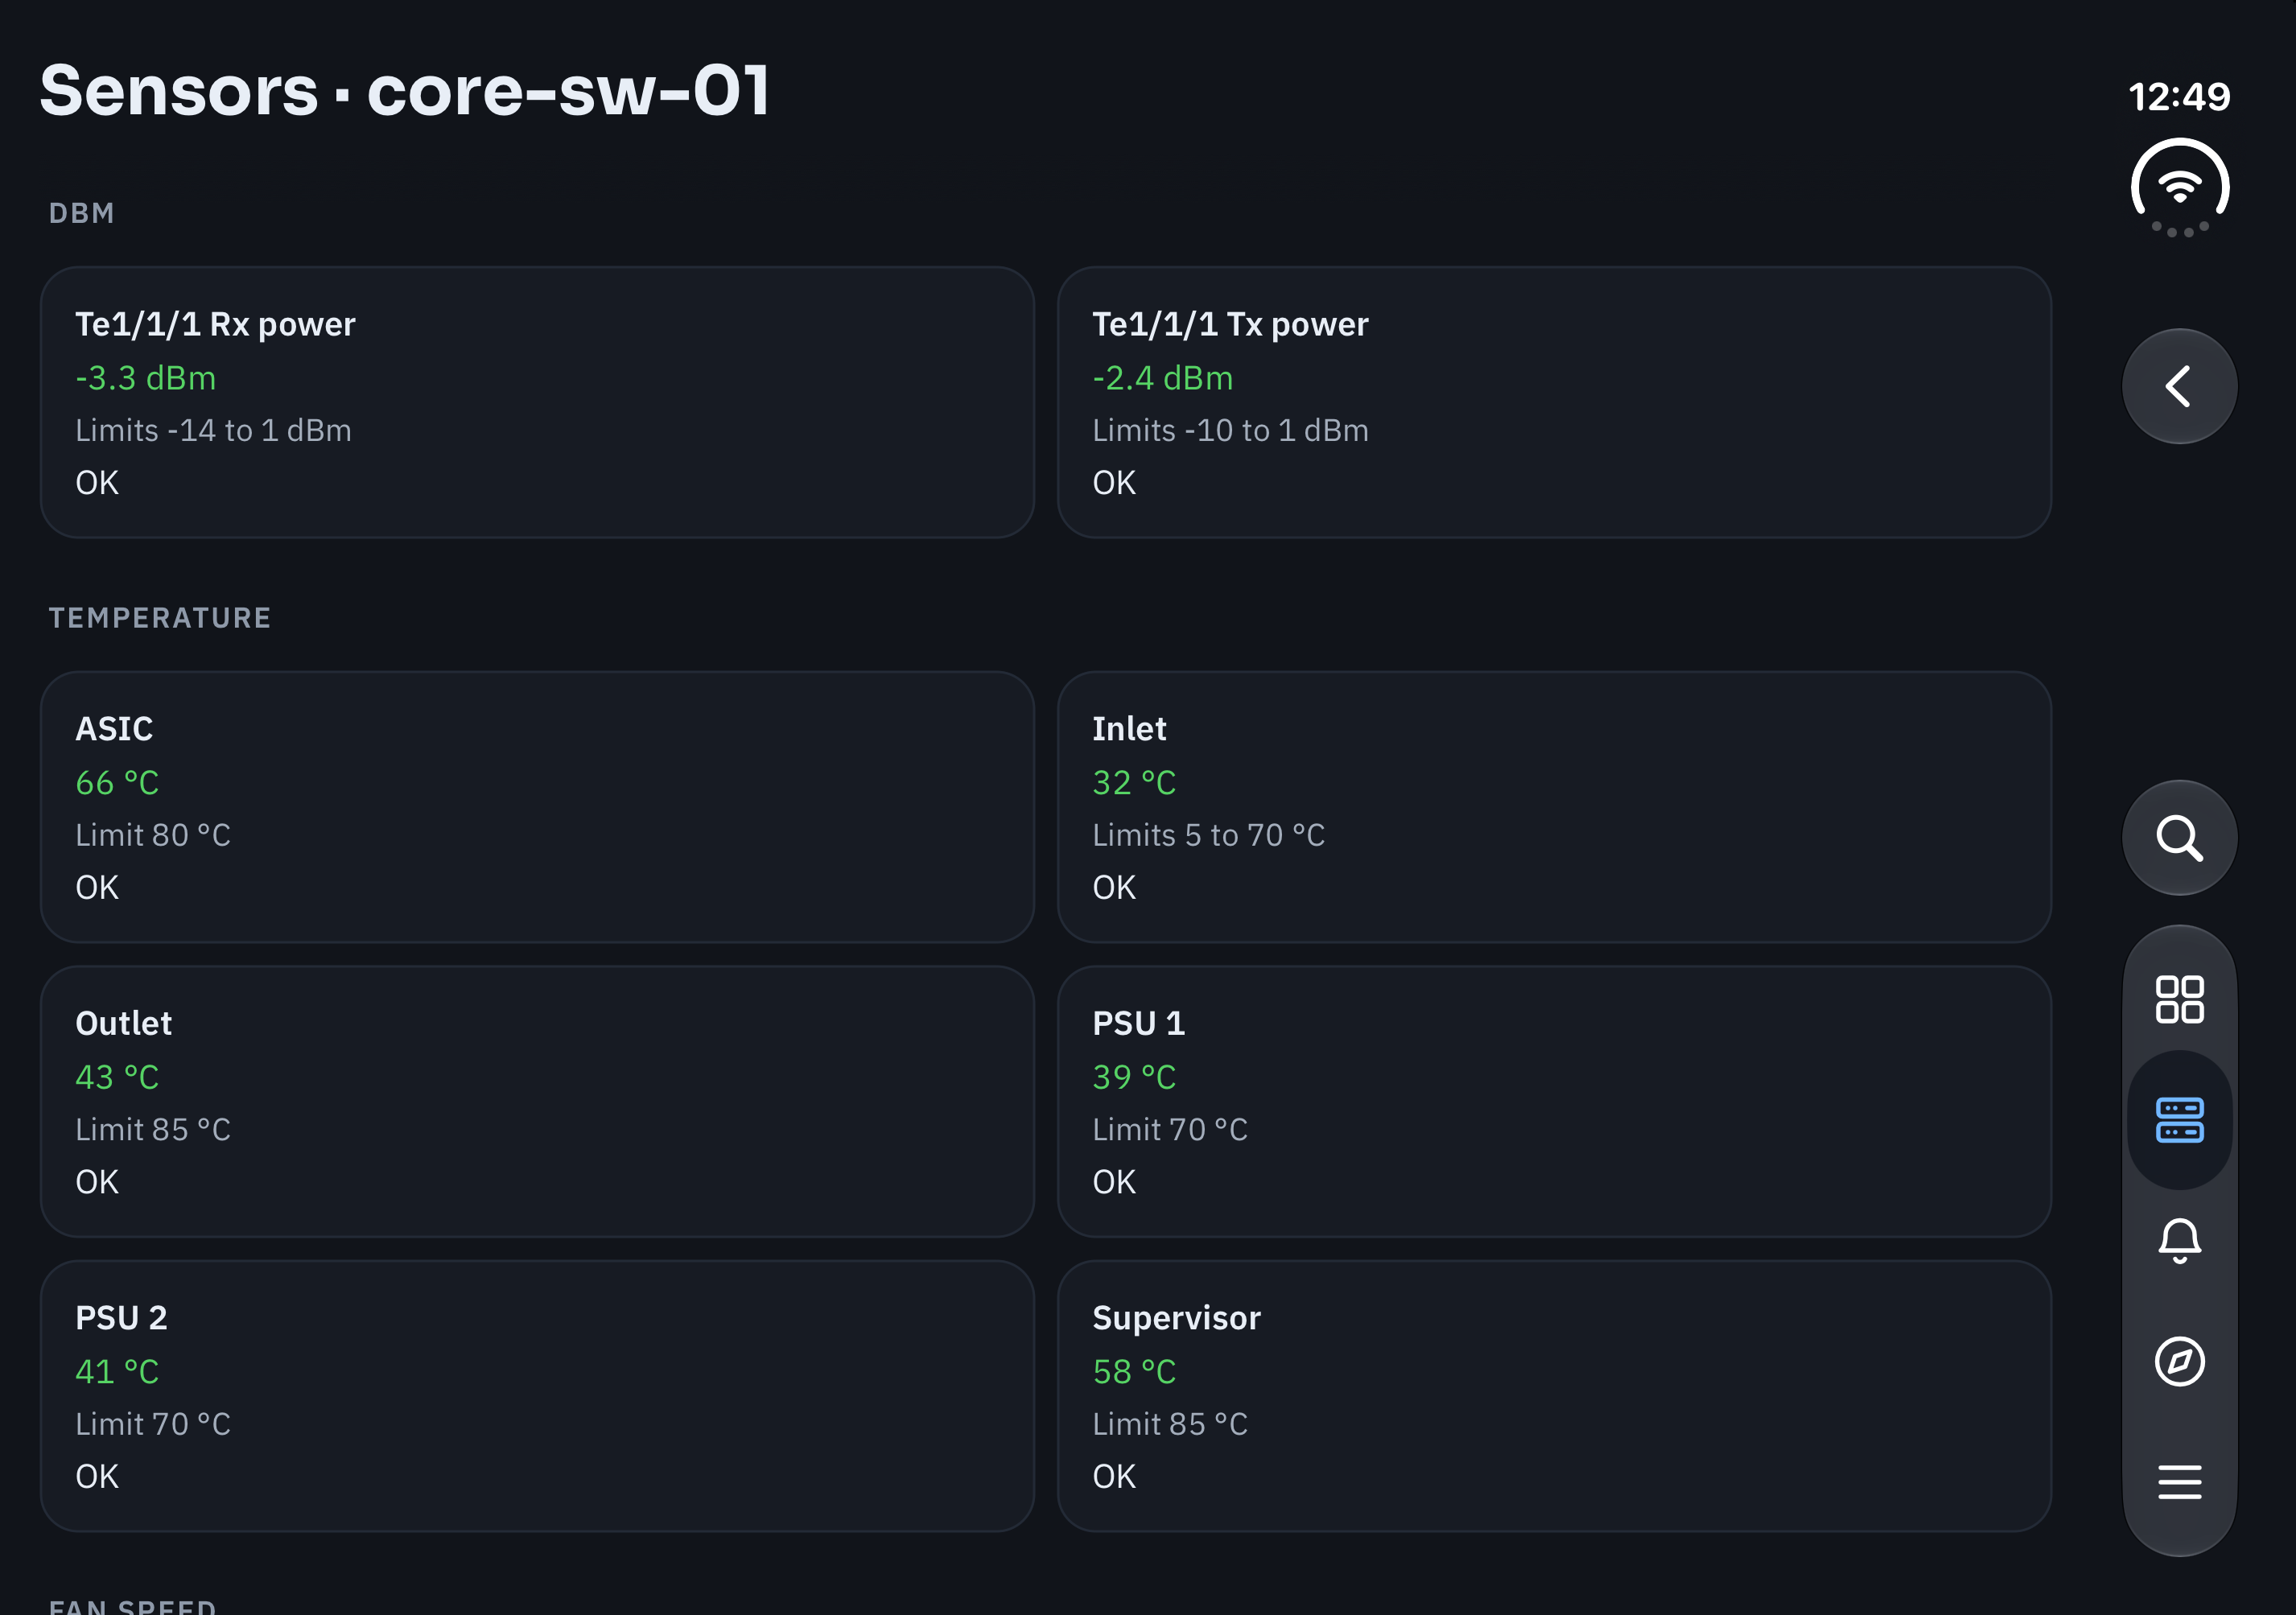 Sensors · core-sw-01
12:49
DBM
Te1/1/1 Rx power
-3.3 dBm
Limits -14 to 1 dBm
OK
Te1/1/1 Tx power
-2.4 dBm
Limits -10 to 1 dBm
OK
TEMPERATURE
ASIC
66 °C
Limit 80 °C
OK
Inlet
32 °C
Limits 5 to 70 °C
OK
Outlet
43 °C
Limit 85 °C
OK
PSU 1
39 °C
Limit 70 °C
OK
PSU 2
41 °C
Limit 70 °C
OK
Supervisor
58 °C
Limit 85 °C
OK
FAN SPEED